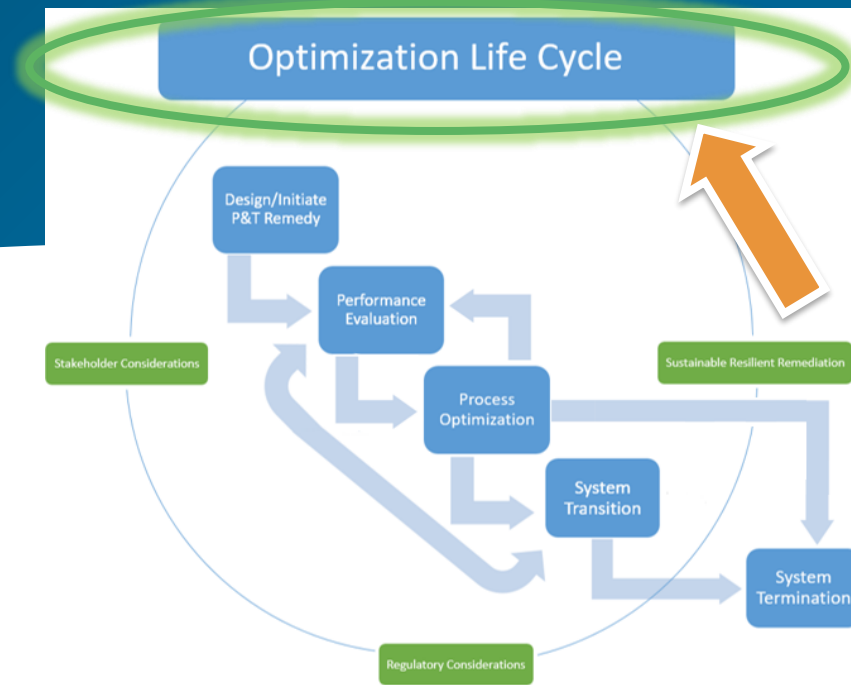 Optimization Life Cycle
Design/Initiate
P&T Remedy
Performance
Evaluation
Stakeholder Considerations
Sustainable Resilient Remediation
Process
Optimization
System
Transition
System
Termination
Regulatory Considerations